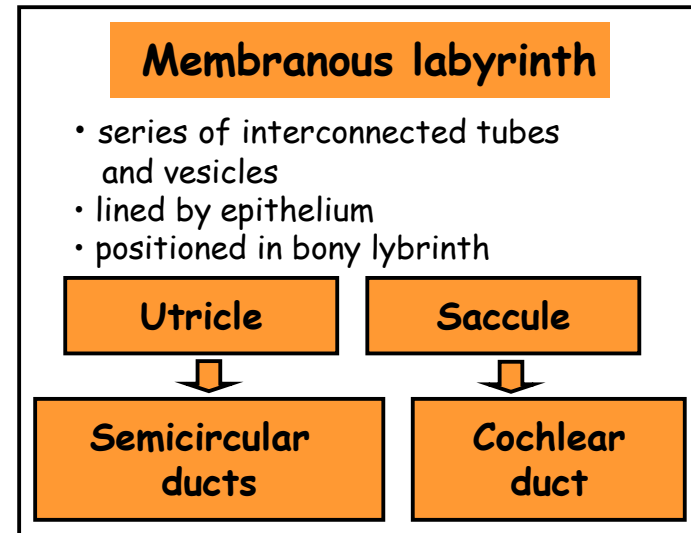 Membranous labyrinth
• series of interconnected tubes
and vesicles
• lined by epithelium
• positioned in bony lybrinth
Utricle
Saccule
Semicircular
ducts
Cochlear
duct